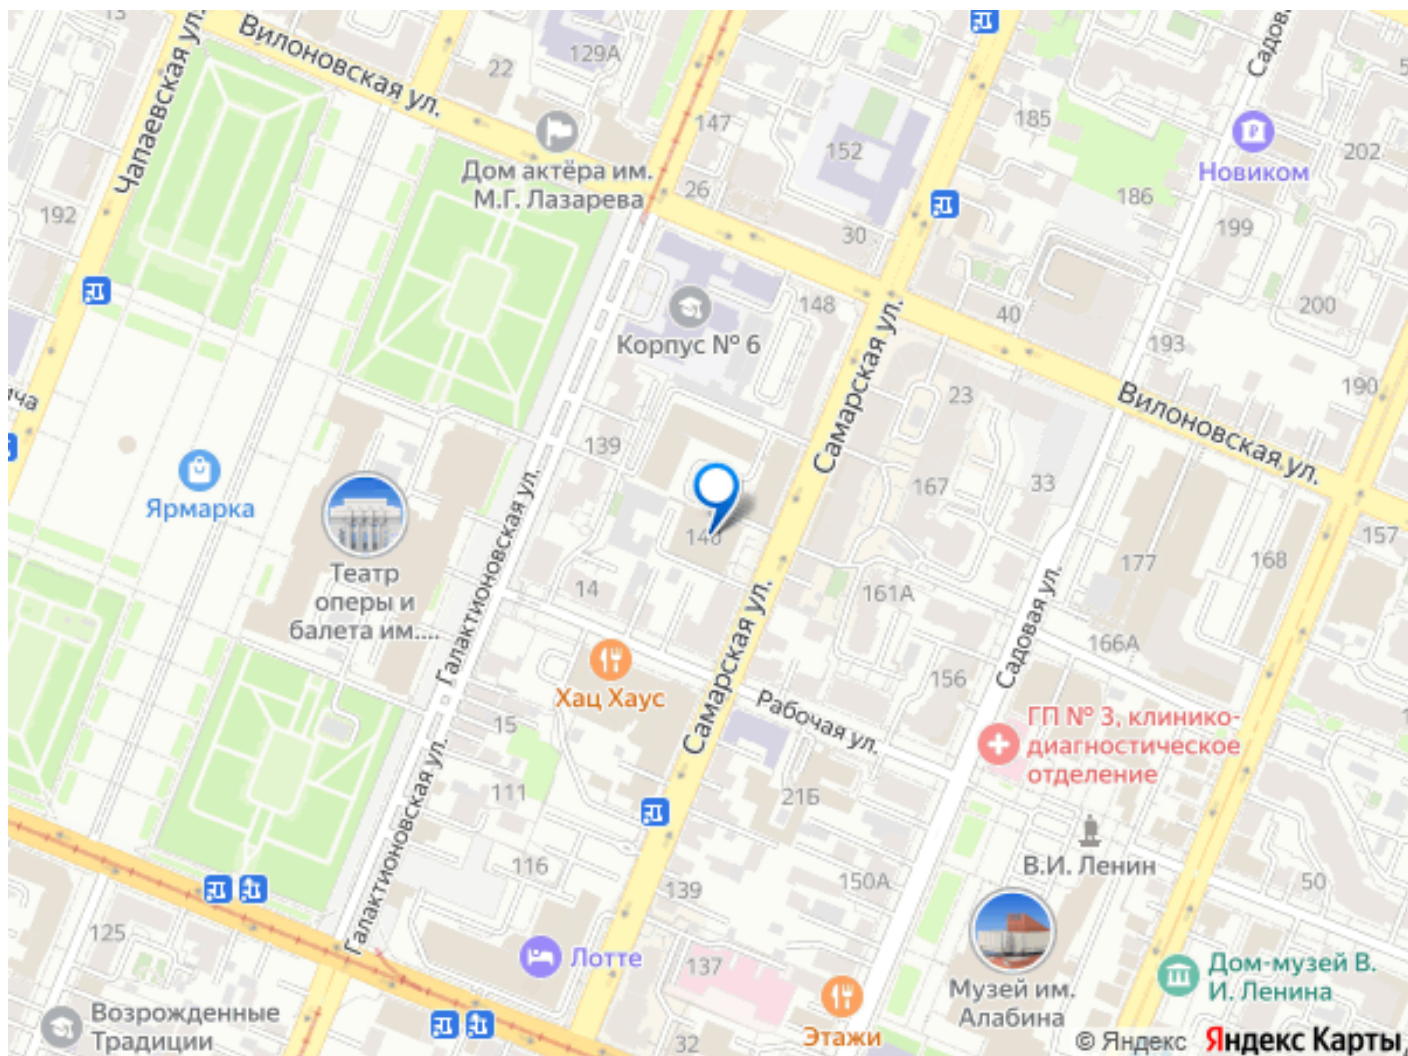 Вилоновская ул.
Чапаевская ул.
129А
22
Садовая
5
147
185
152
Новиком
202
Дом актёра им.
М.Г. Лазарева
26
186
192
199
30
148
200
40
Корпус № 6
193
190
Самарская ул.
23
Вилоновская ул.
ича
139
Ярмарка
167
33
Галактионовская ул.
157
177
168
Театр
оперы и
балета им....
14
161А
Садовая ул.
166А
Хац Хаус
Самарская ул.
156
Рабочая ул.
15
ГП № 3, клинико-
диагностическое
отделение
111
21Б
Галактионовская ул.
В.И. Ленин
116
139
150А
50
125
Лотте
137
Музей им.
Алабина
Дом-музей В.
И. Ленина
Возрожденные
Традиции
Этажи
32
© Яндекс Яндекс Карты